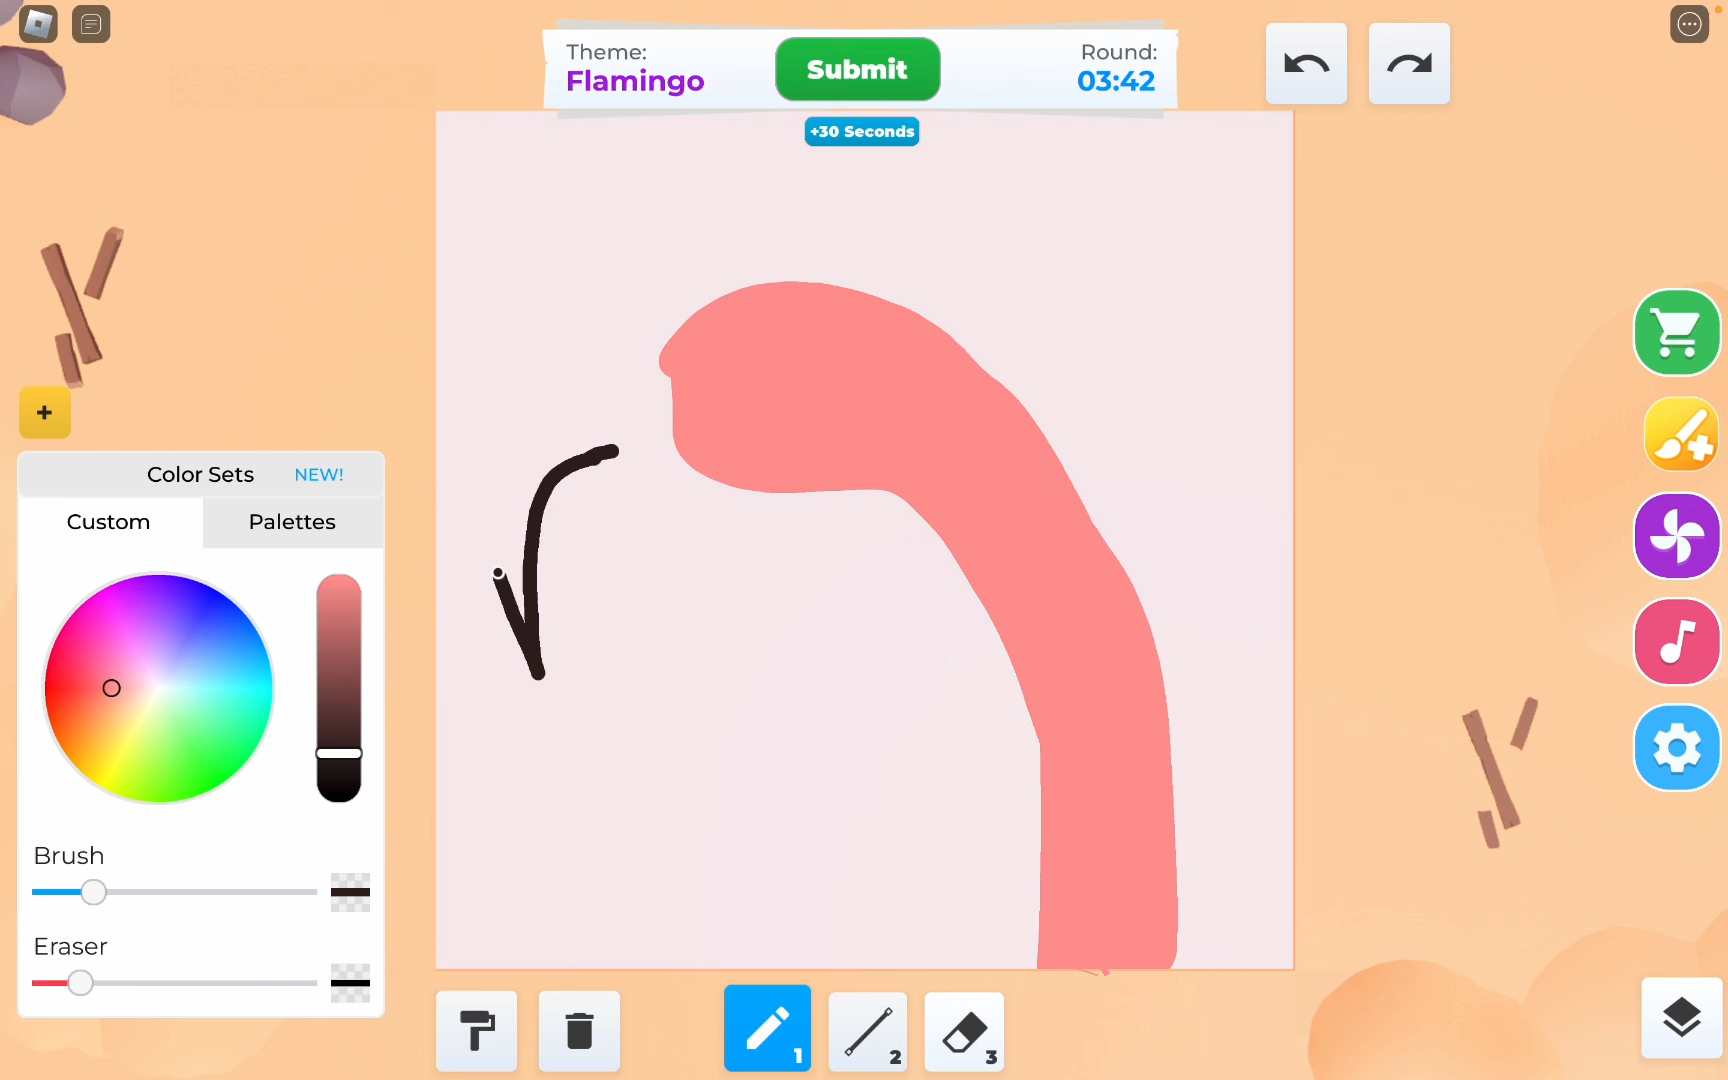 Theme:
Flamingo
Submit
Round:
03:42
+30 Seconds
+
Color Sets NEW!
Custom Palettes
Brush
Eraser
1
2
3